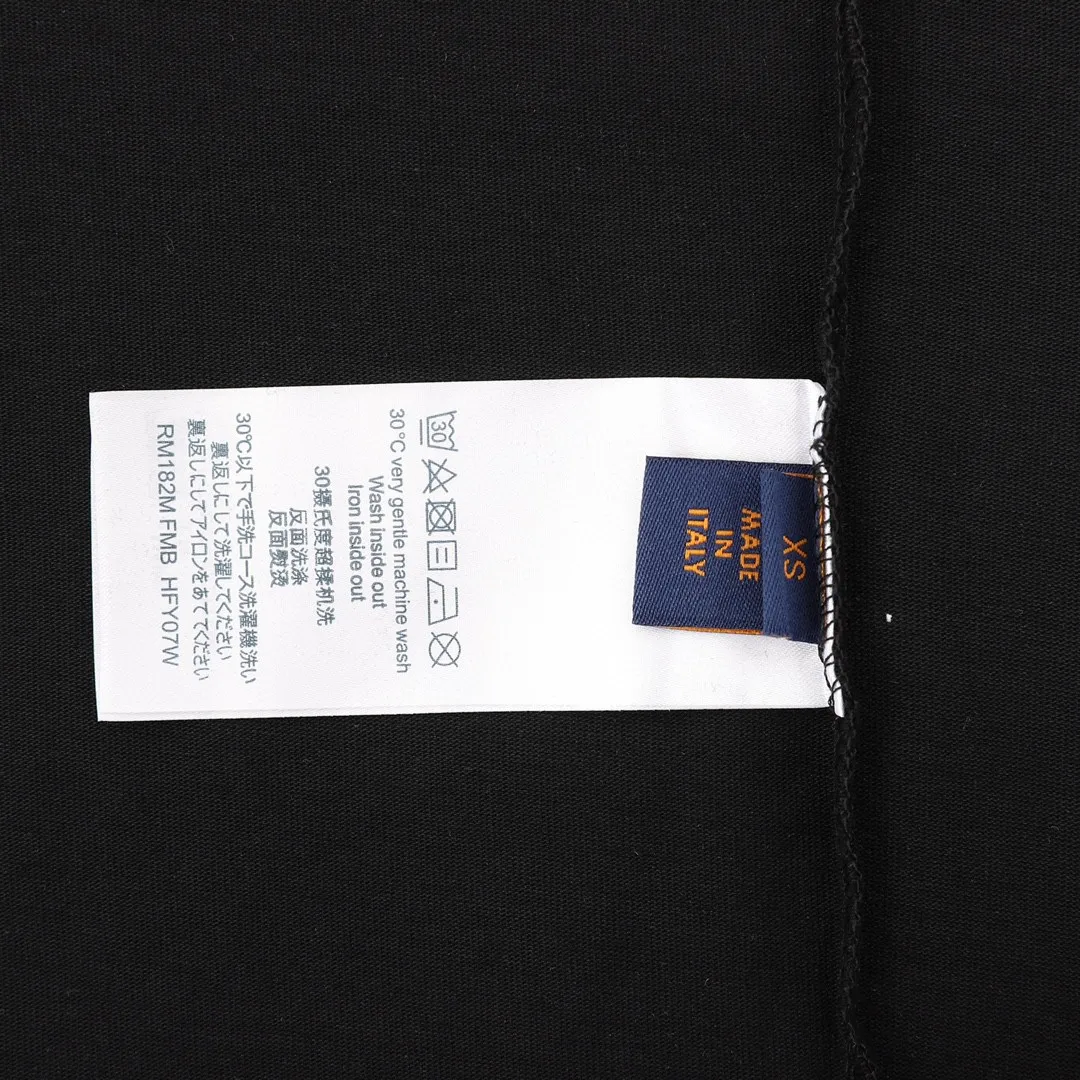 30
30℃ very gentle machine wash
Wash inside out
Iron inside out
30摄氏度超揉机洗
反面洗涤
反面熨烫
30℃以下で手洗コース洗濯機洗い
裏返しにして洗濯してください
裏返しにしてアイロンをあててください
RM182M FMB HFY07W
XS
MADE
IN
ITALY